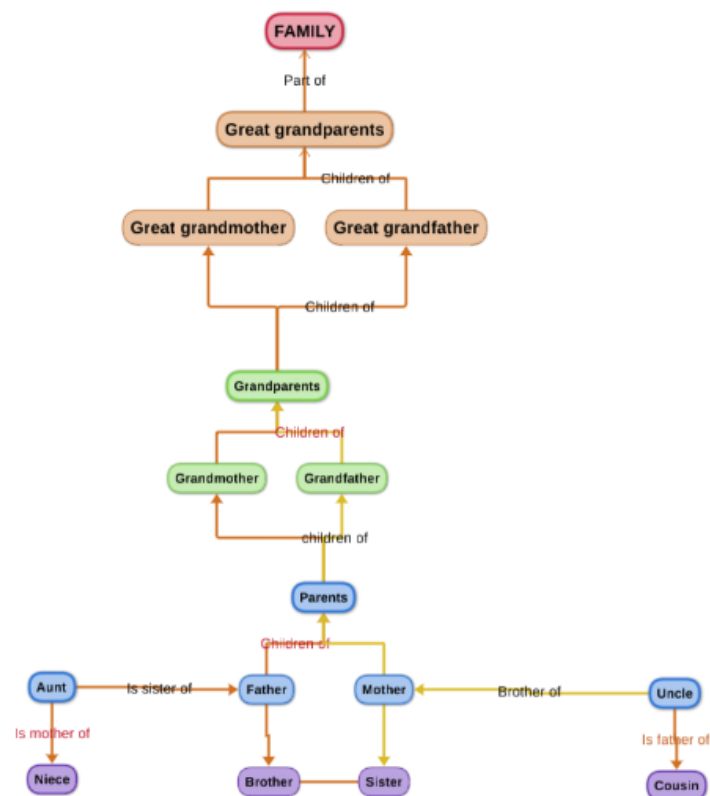 FAMILY
Part of
Great grandparents
Children of
Great grandmother
Great grandfather
Children of
Grandparents
Children of
Grandmother
Grandfather
children of
Parents
Children of
Aunt
Is sister of
Father
Mother
Brother of
Uncle
Is mother of
Is father of
Niece
Brother
Sister
Cousin